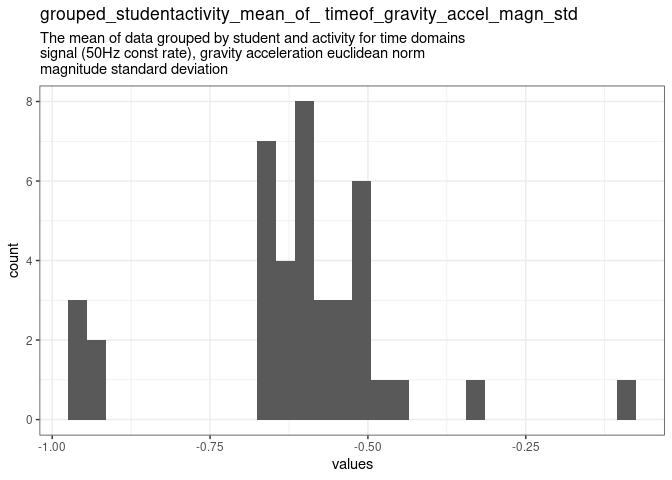 grouped_studentactivity_mean_of_ timeof_gravity_accel_magn_std
The mean of data grouped by student and activity for time domains
signal (50Hz const rate), gravity acceleration euclidean norm
magnitude standard deviation
8
6
4
2
0
count
-1.00 -0.75 -0.50 -0.25
values